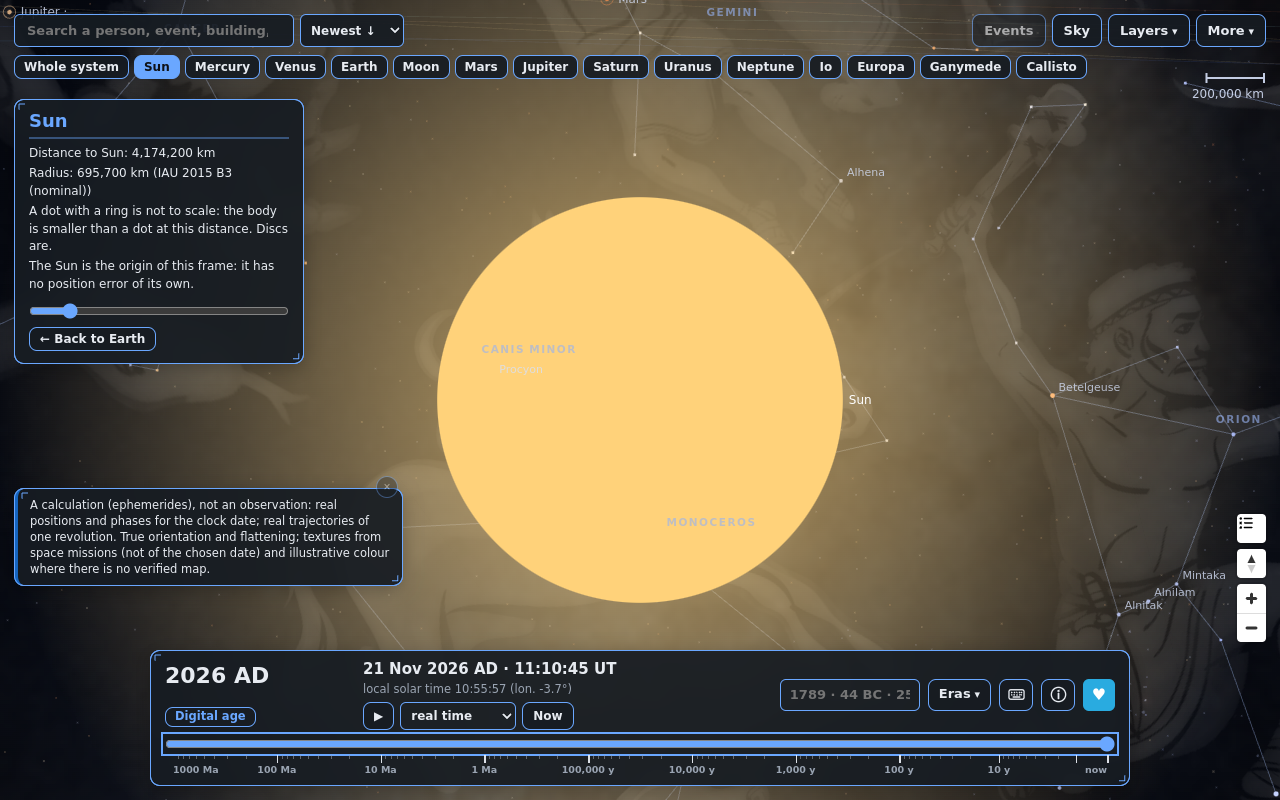 Jupiter ·
Mars
GEMINI
Search a person, event, building,
Newest ↓
Events
Sky
Layers ▾
More ▾
Whole system
Sun
Mercury
Venus
Earth
Moon
Mars
Jupiter
Saturn
Uranus
Neptune
Io
Europa
Ganymede
Callisto
200,000 km
Sun
Distance to Sun: 4,174,200 km
Radius: 695,700 km (IAU 2015 B3
(nominal))
A dot with a ring is not to scale: the body
is smaller than a dot at this distance. Discs
are.
The Sun is the origin of this frame: it has
no position error of its own.
← Back to Earth
Alhena
CANIS MINOR
Procyon
Sun
Betelgeuse
ORION
MONOCEROS
Mintaka
Alnilam
Alnitak
×
A calculation (ephemerides), not an observation: real
positions and phases for the clock date; real trajectories of
one revolution. True orientation and flattening; textures from
space missions (not of the chosen date) and illustrative colour
where there is no verified map.
2026 AD
Digital age
21 Nov 2026 AD · 11:10:45 UT
local solar time 10:55:57 (lon. -3.7°)
▶
real time
Now
1789 · 44 BC · 25
Eras ▾
1000 Ma
100 Ma
10 Ma
1 Ma
100,000 y
10,000 y
1,000 y
100 y
10 y
now